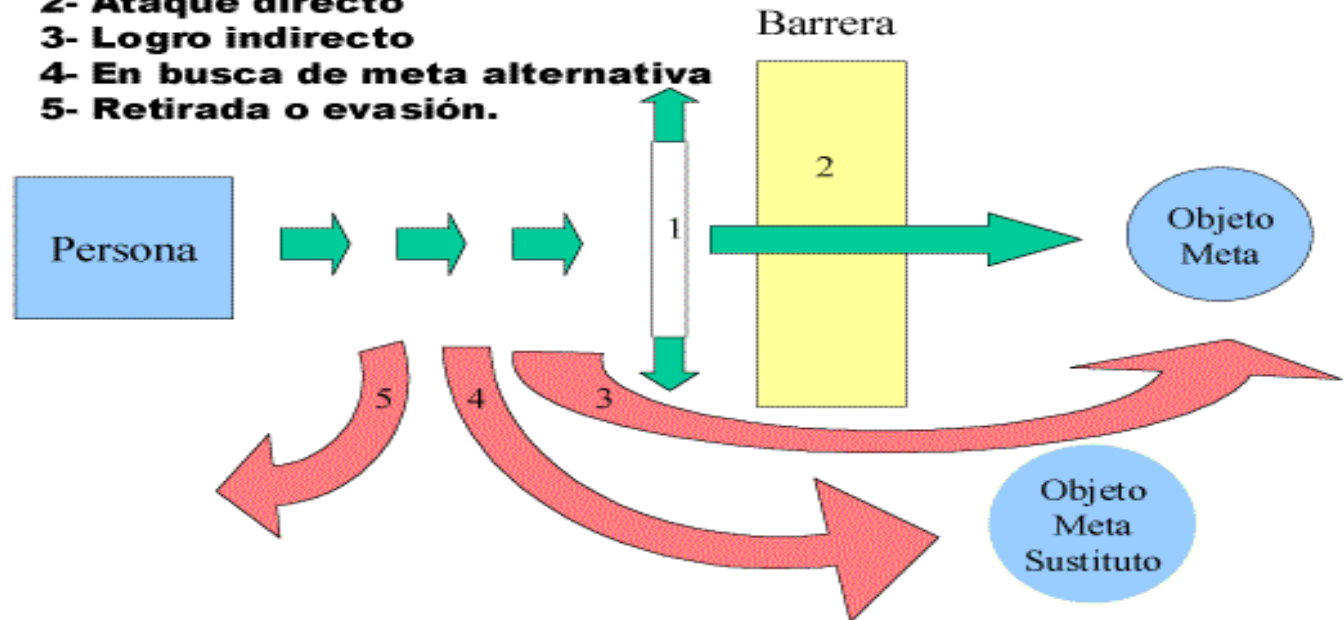 2- Ataque directo
3- Logro indirecto
4- En busca de meta alternativa
5- Retirada o evasión.
Barrera
Persona
1
2
Objeto
Meta
5
4
3
Objeto
Meta
Sustituto